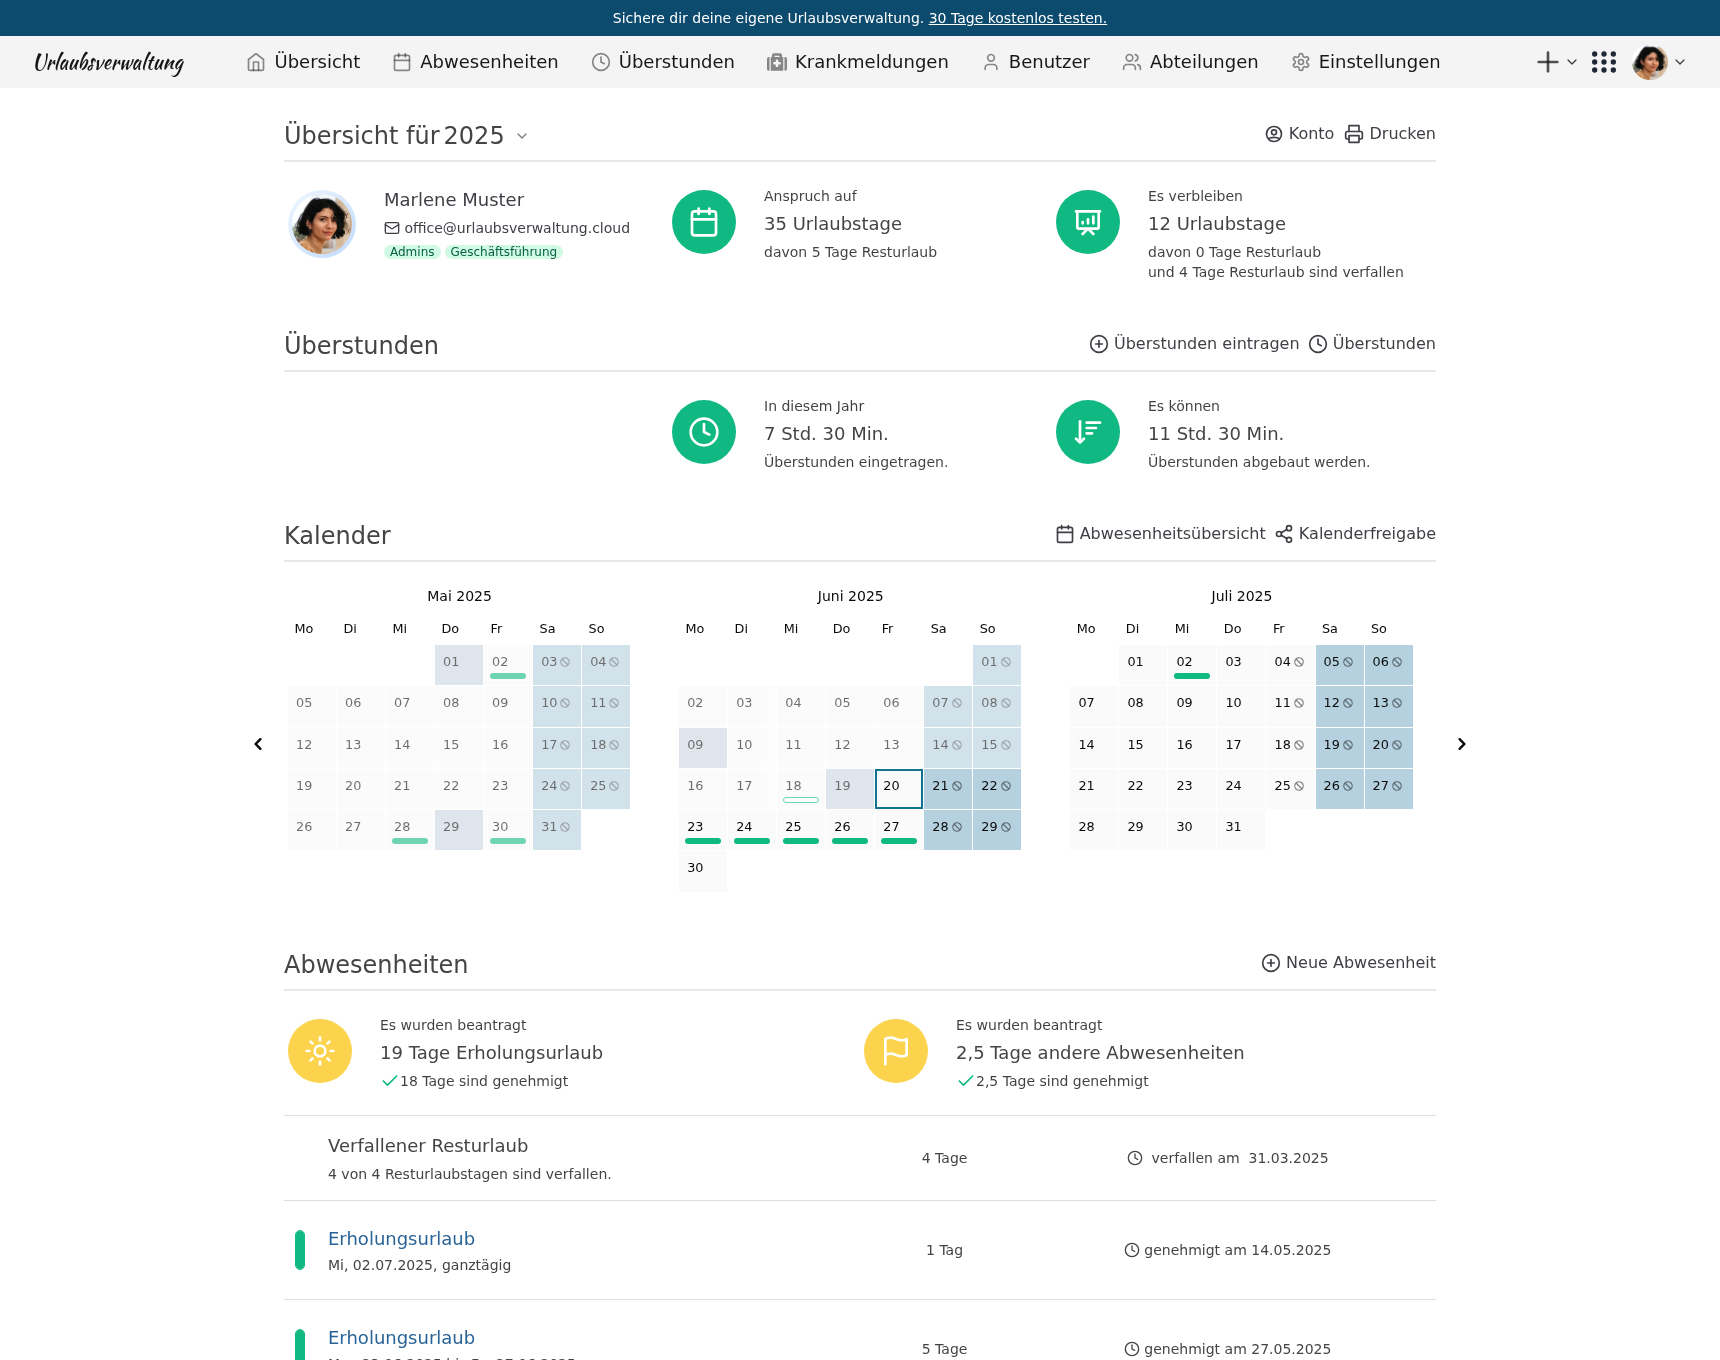 Sichere dir deine eigene Urlaubsverwaltung. 30 Tage kostenlos testen.
Urlaubsverwaltung Übersicht Abwesenheiten Überstunden Krankmeldungen Benutzer Abteilungen Einstellungen
Übersicht für 2025 Konto Drucken
Marlene Muster
office@urlaubsverwaltung.cloud
Admins Geschäftsführung
Anspruch auf
35 Urlaubstage
davon 5 Tage Resturlaub
Es verbleiben
12 Urlaubstage
davon 0 Tage Resturlaub
und 4 Tage Resturlaub sind verfallen
Überstunden Überstunden eintragen Überstunden
In diesem Jahr
7 Std. 30 Min.
Überstunden eingetragen.
Es können
11 Std. 30 Min.
Überstunden abgebaut werden.
Kalender Abwesenheitsübersicht Kalenderfreigabe
Mai 2025
Mo Di Mi Do Fr Sa So
01 02 03 04
05 06 07 08 09 10 11
12 13 14 15 16 17 18
19 20 21 22 23 24 25
26 27 28 29 30 31
Juni 2025
Mo Di Mi Do Fr Sa So
01
02 03 04 05 06 07 08
09 10 11 12 13 14 15
16 17 18 19 20 21 22
23 24 25 26 27 28 29
30
Juli 2025
Mo Di Mi Do Fr Sa So
01 02 03 04 05 06
07 08 09 10 11 12 13
14 15 16 17 18 19 20
21 22 23 24 25 26 27
28 29 30 31
Abwesenheiten Neue Abwesenheit
Es wurden beantragt
19 Tage Erholungsurlaub
18 Tage sind genehmigt
Es wurden beantragt
2,5 Tage andere Abwesenheiten
2,5 Tage sind genehmigt
Verfallener Resturlaub
4 von 4 Resturlaubstagen sind verfallen.
4 Tage
verfallen am 31.03.2025
Erholungsurlaub
Mi, 02.07.2025, ganztägig
1 Tag
genehmigt am 14.05.2025
Erholungsurlaub
5 Tage
genehmigt am 27.05.2025